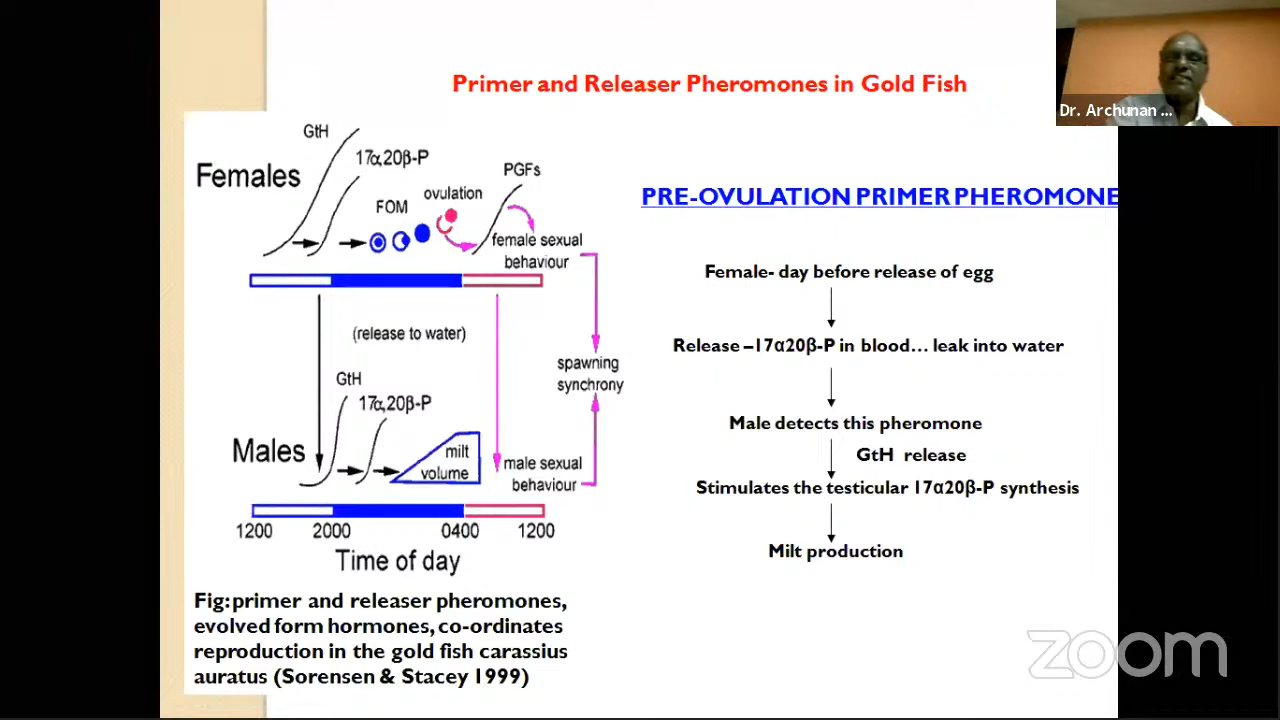 Primer and Releaser Pheromones in Gold Fish
Dr. Archunan ...
GtH
17α,20β-P
Females
FOM
ovulation
PGFs
female sexual
behaviour
(release to water)
spawning
synchrony
GtH
17α,20β-P
Males
milt
volume
male sexual
behaviour
1200 2000 0400 1200
Time of day
Fig:primer and releaser pheromones,
evolved form hormones, co-ordinates
reproduction in the gold fish carassius
auratus (Sorensen & Stacey 1999)
PRE-OVULATION PRIMER PHEROMONE
Female- day before release of egg
Release –17α20β-P in blood... leak into water
Male detects this pheromone
GtH release
Stimulates the testicular 17α20β-P synthesis
Milt production
zoom